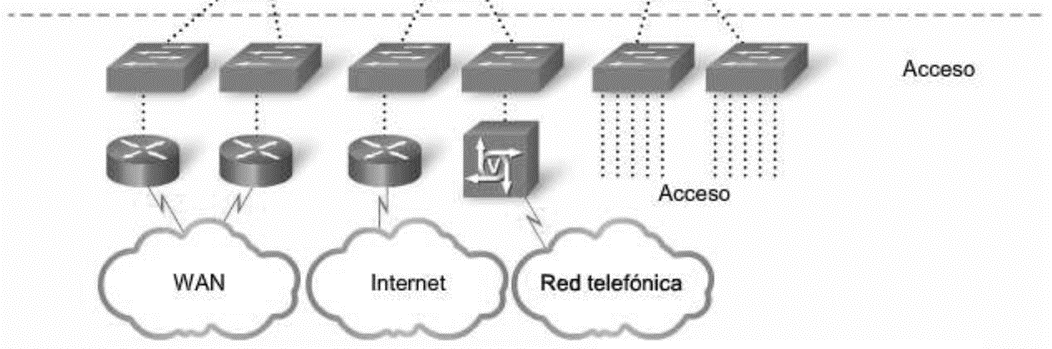 Acceso
V
Acceso
WAN
Internet
Red telefónica